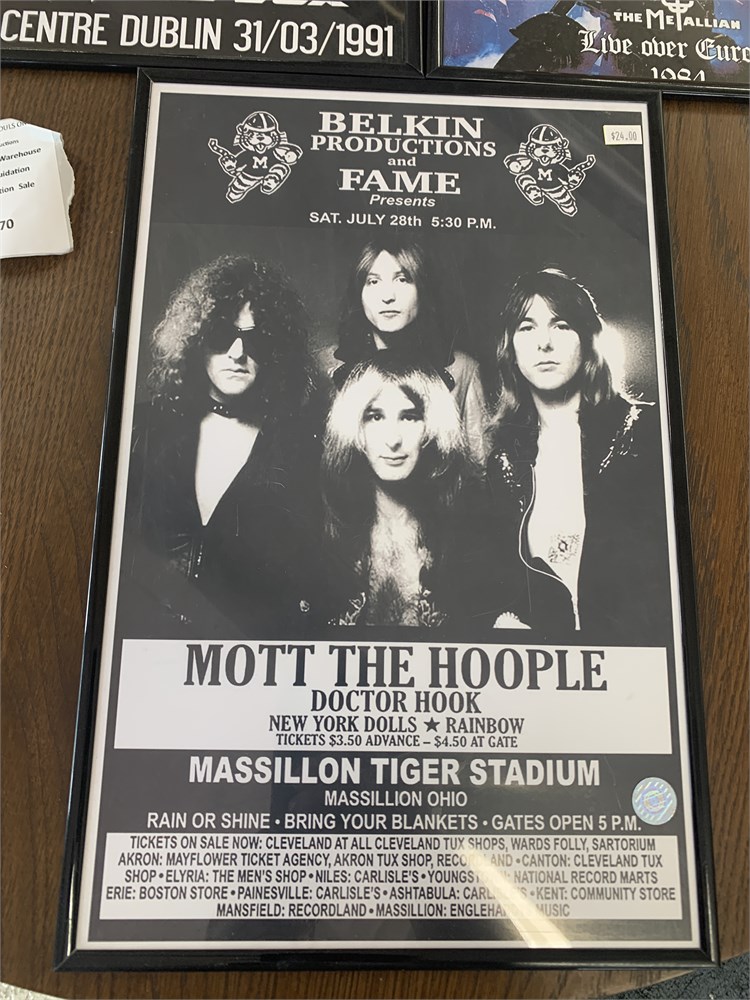 CENTRE DUBLIN 31/03/1991
THE METALLIAN
Live over Euro
1984
Warehouse
uidation
tion Sale
70
$24.00
BELKIN
PRODUCTIONS
and
FAME
Presents
SAT. JULY 28th 5:30 P.M.
M
M
MOTT THE HOOPLE
DOCTOR HOOK
NEW YORK DOLLS ★ RAINBOW
TICKETS $3.50 ADVANCE – $4.50 AT GATE
MASSILLON TIGER STADIUM
MASSILLION OHIO
RAIN OR SHINE • BRING YOUR BLANKETS • GATES OPEN 5 P.M.
TICKETS ON SALE NOW: CLEVELAND AT ALL CLEVELAND TUX SHOPS, WARDS FOLLY, SARTORIUM
AKRON: MAYFLOWER TICKET AGENCY, AKRON TUX SHOP, RECORDLAND • CANTON: CLEVELAND TUX
SHOP • ELYRIA: THE MEN'S SHOP • NILES: CARLISLE'S • YOUNGSTOWN: NATIONAL RECORD MARTS
ERIE: BOSTON STORE • PAINESVILLE: CARLISLE'S • ASHTABULA: CARLISLE'S • KENT: COMMUNITY STORE
MANSFIELD: RECORDLAND • MASSILLION: MUSIC